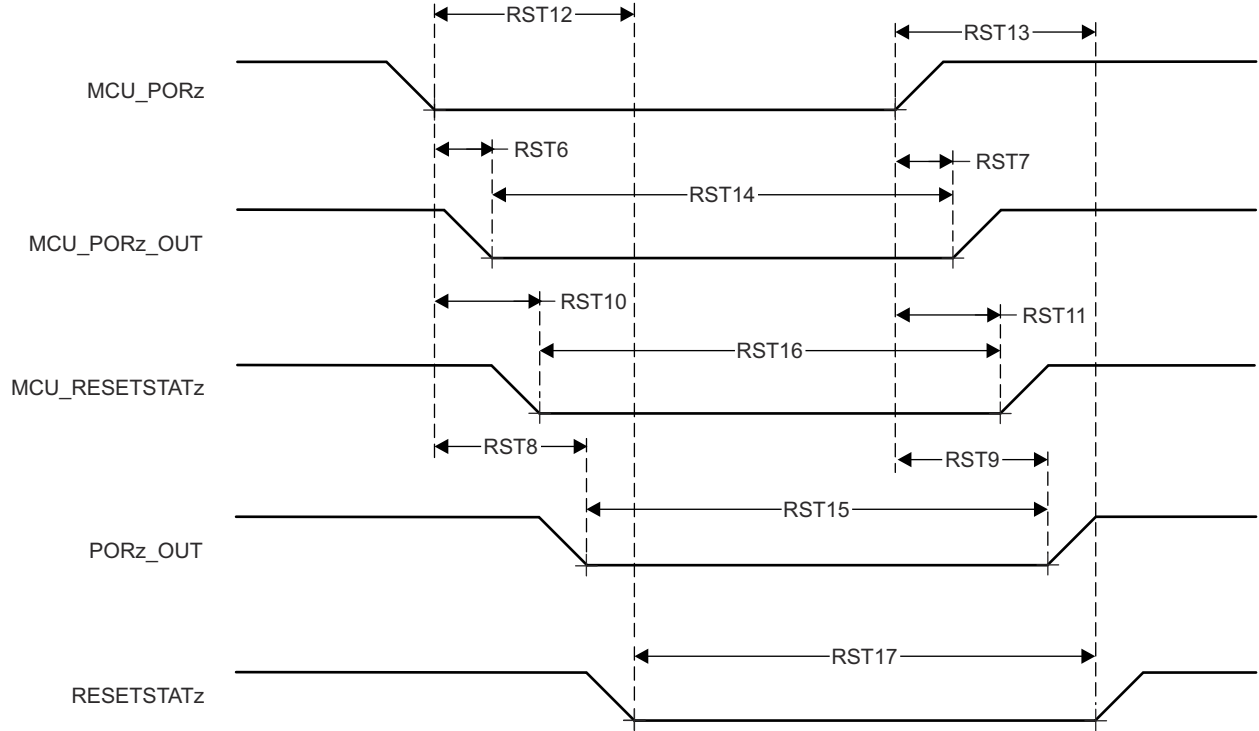 RST12
RST13
MCU_PORz
RST6
RST7
RST14
MCU_PORz_OUT
RST10
RST11
RST16
MCU_RESETSTATz
RST8
RST9
RST15
PORz_OUT
RST17
RESETSTATz